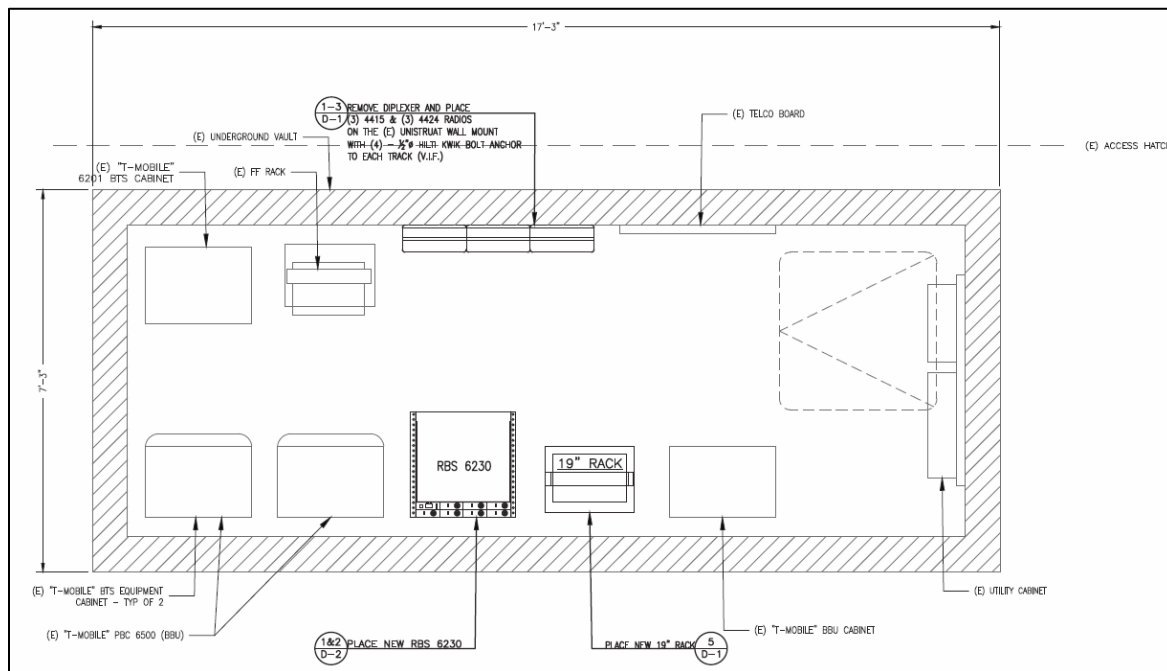 17'-3"
1-3
D-1
REMOVE DIPLEXER AND PLACE
(3) 4415 & (3) 4424 RADIOS
ON THE (E) UNISTRUAT WALL MOUNT
WITH (4) - ½"ø HILTI KWIK BOLT ANCHOR
TO EACH TRACK (V.I.F.)
(E) TELCO BOARD
(E) UNDERGROUND VAULT
(E) ACCESS HATC
(E) "T-MOBILE"
6201 BTS CABINET
(E) FF RACK
7'-3"
RBS 6230
19" RACK
(E) "T-MOBILE" BTS EQUIPMENT
CABINET - TYP OF 2
(E) UTILITY CABINET
(E) "T-MOBILE" PBC 6500 (BBU)
1&2
D-2
PLACE NEW RBS 6230
PLACE NEW 19" RACK
5
D-1
(E) "T-MOBILE" BBU CABINET